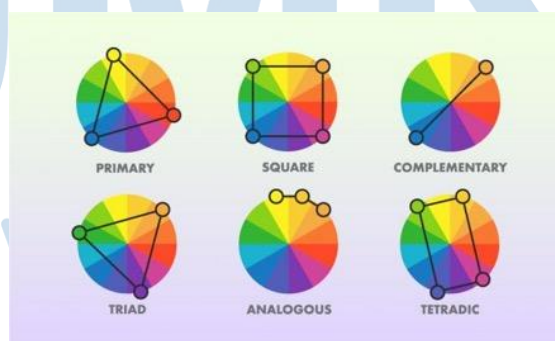 PRIMARY
SQUARE
COMPLEMENTARY
TRIAD
ANALOGOUS
TETRADIC